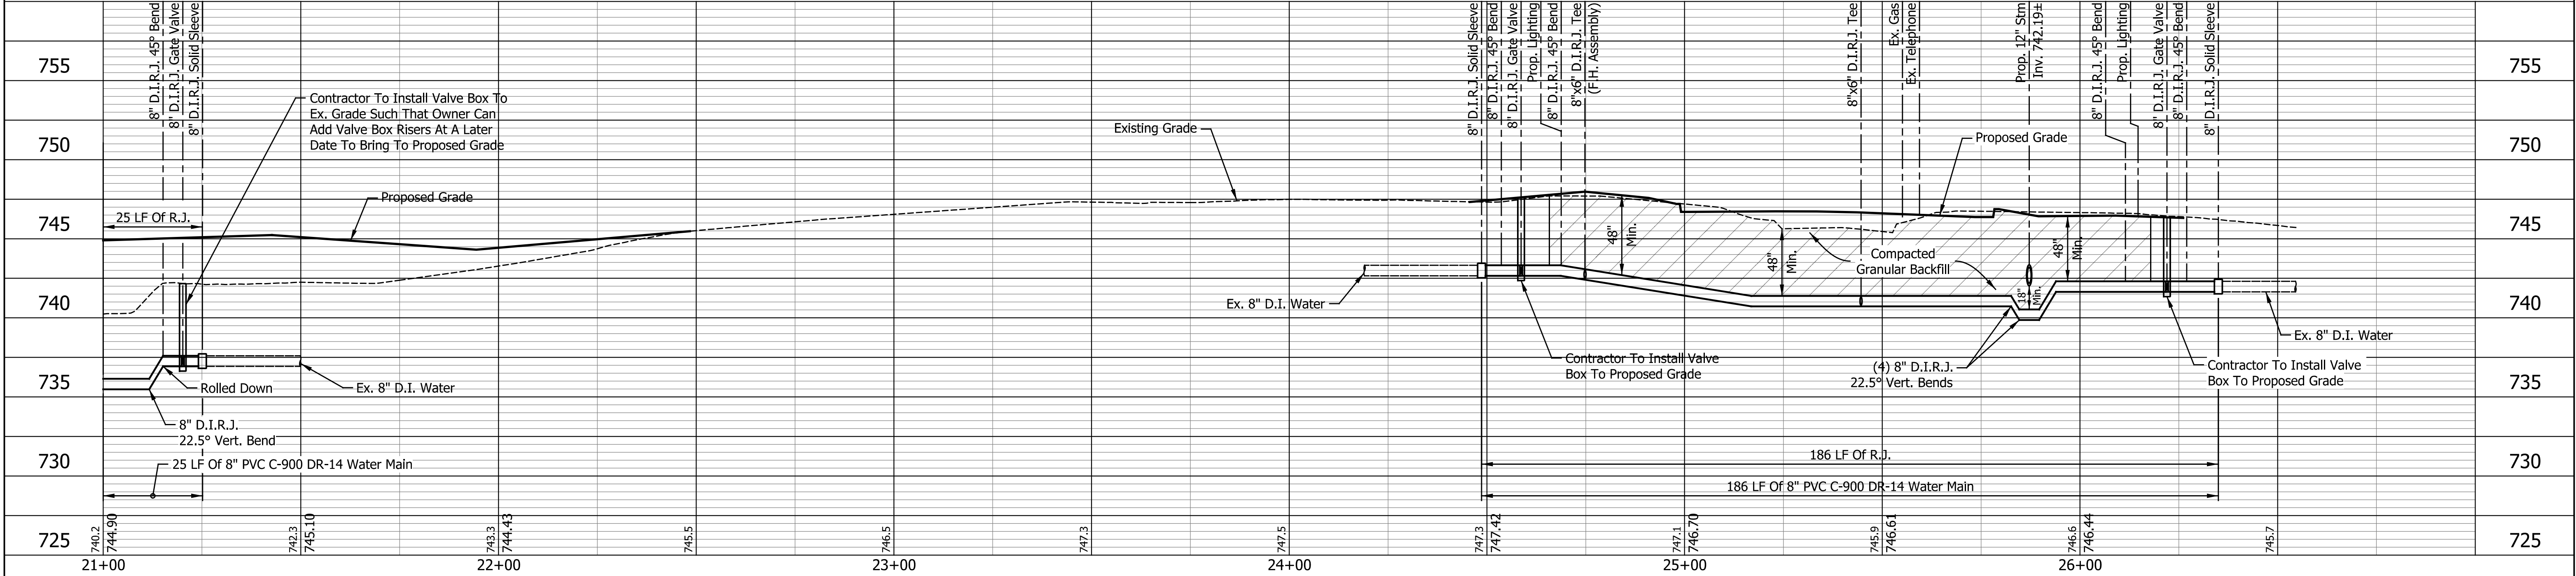 8" D.I.R.J. 45° Bend
8" D.I.R.J. Gate Valve
8" D.I.R.J. Solid Sleeve
8" D.I.R.J. Solid Sleeve
8" D.I.R.J. 45° Bend
8" D.I.R.J. Gate Valve
Prop. Lighting
8" D.I.R.J. 45° Bend
8"x6" D.I.R.J. Tee
(F.H. Assembly)
8"x6" D.I.R.J. Tee
Ex. Gas
Ex. Telephone
Prop. 12" Stm
Inv. 742.19±
8" D.I.R.J. 45° Bend
Prop. Lighting
8" D.I.R.J. Gate Valve
8" D.I.R.J. 45° Bend
8" D.I.R.J. Solid Sleeve
755
755
Contractor To Install Valve Box To
Ex. Grade Such That Owner Can
Add Valve Box Risers At A Later
Date To Bring To Proposed Grade
Existing Grade
Proposed Grade
750
750
Proposed Grade
25 LF Of R.J.
745
745
48"
Min.
48"
Min.
Compacted
Granular Backfill
48"
Min.
18"
Min.
740
740
Ex. 8" D.I. Water
Ex. 8" D.I. Water
Contractor To Install Valve
Box To Proposed Grade
(4) 8" D.I.R.J.
22.5° Vert. Bends
Contractor To Install Valve
Box To Proposed Grade
735
735
Rolled Down
Ex. 8" D.I. Water
8" D.I.R.J.
22.5° Vert. Bend
730
730
25 LF Of 8" PVC C-900 DR-14 Water Main
186 LF Of R.J.
186 LF Of 8" PVC C-900 DR-14 Water Main
725
725
740.2
744.90
742.3
745.10
743.3
744.43
745.5
746.5
747.3
747.5
747.3
747.42
747.1
746.70
745.9
746.61
746.6
746.44
745.7
21+00
22+00
23+00
24+00
25+00
26+00